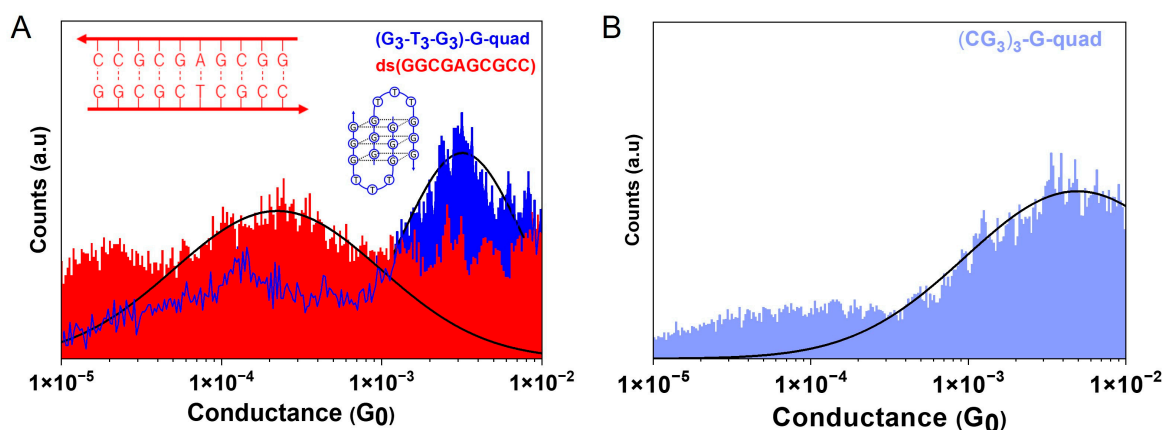 A
(G3-T3-G3)-G-quad
ds(GGCGAGCGCC)
C C G C G A G C G G
G G C G C T C G C C
T
T T
G G G
G G G
G G G
T T
T
Counts (a.u)
1×10⁻⁵ 1×10⁻⁴ 1×10⁻³ 1×10⁻²
Conductance (G0)
B
(CG3)3-G-quad
Counts (a.u)
1×10⁻⁵ 1×10⁻⁴ 1×10⁻³ 1×10⁻²
Conductance (G0)